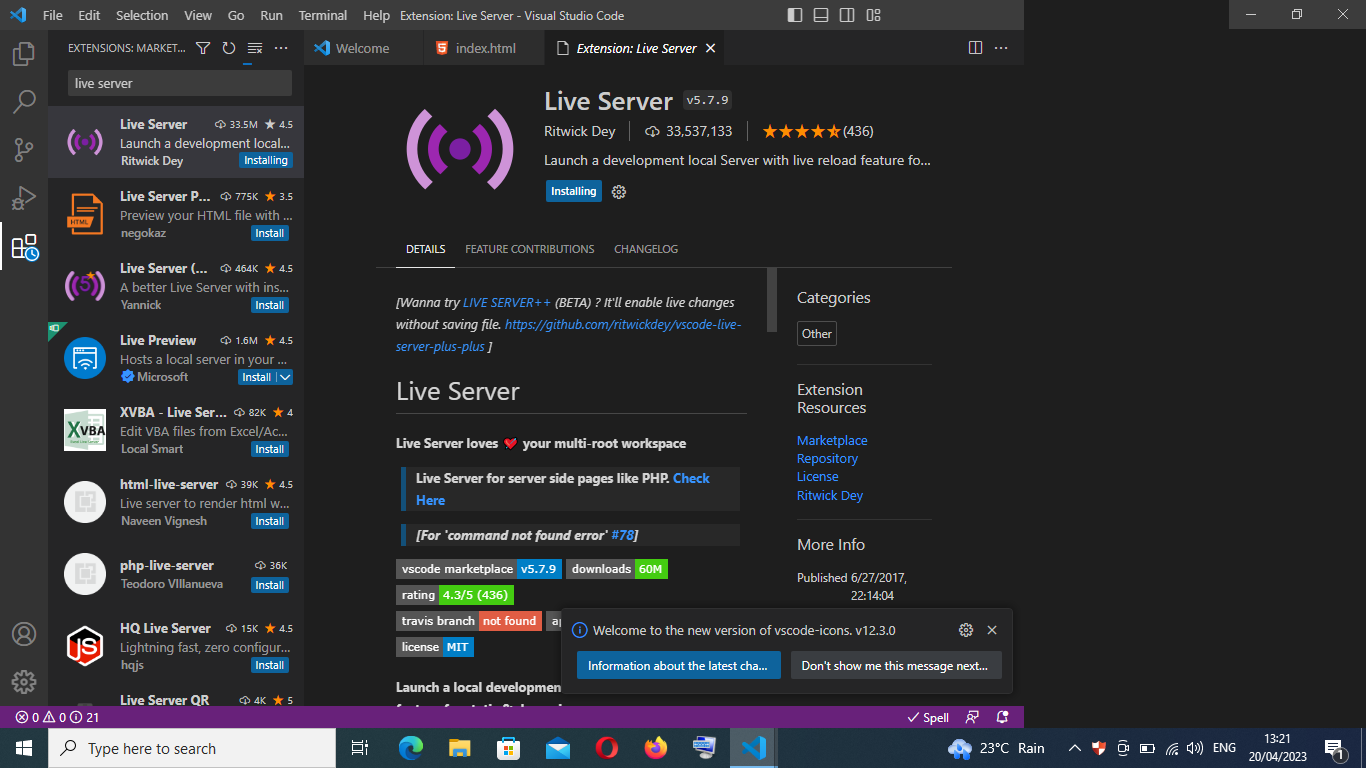 File Edit Selection View Go Run Terminal Help Extension: Live Server - Visual Studio Code
EXTENSIONS: MARKET...
live server
Live Server 33.5M 4.5
Launch a development local...
Ritwick Dey Installing
Live Server P... 775K 3.5
Preview your HTML file with ...
negokaz Install
Live Server (... 464K 4.5
A better Live Server with ins...
Yannick Install
Live Preview 1.6M 4.5
Hosts a local server in your ...
Microsoft Install
XVBA - Live Ser... 82K 4
Edit VBA files from Excel/Ac...
Local Smart Install
html-live-server 39K 4.5
Live server to render html w...
Naveen Vignesh Install
php-live-server 36K
Teodoro VIllanueva Install
HQ Live Server 15K 4.5
Lightning fast, zero configur...
hqjs Install
Live Server QR 4K 5
HTML
5
XVBA
JS
Welcome index.html Extension: Live Server
Live Server v5.7.9
Ritwick Dey 33,537,133 (436)
Launch a development local Server with live reload feature fo...
Installing
DETAILS FEATURE CONTRIBUTIONS CHANGELOG
[Wanna try LIVE SERVER++ (BETA) ? It'll enable live changes
without saving file. https://github.com/ritwickdey/vscode-live-
server-plus-plus ]
Live Server
Live Server loves your multi-root workspace
Live Server for server side pages like PHP. Check
Here
[For 'command not found error' #78]
vscode marketplace v5.7.9 downloads 60M
rating 4.3/5 (436)
travis branch not found
license MIT
Launch a local developmen
Categories
Other
Extension
Resources
Marketplace
Repository
License
Ritwick Dey
More Info
Published 6/27/2017,
22:14:04
Welcome to the new version of vscode-icons. v12.3.0
Information about the latest cha... Don't show me this message next...
0 0 21 Spell
Type here to search 23°C Rain ENG 13:21
20/04/2023 1